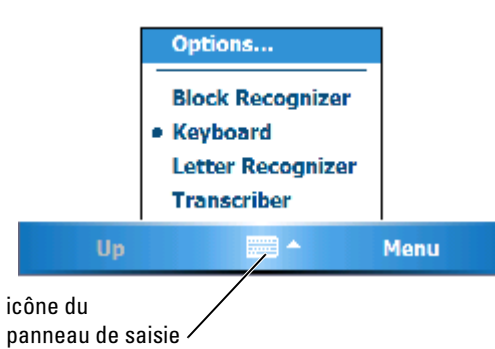 Options...
Block Recognizer
• Keyboard
Letter Recognizer
Transcriber
Up Menu
icône du
panneau de saisie